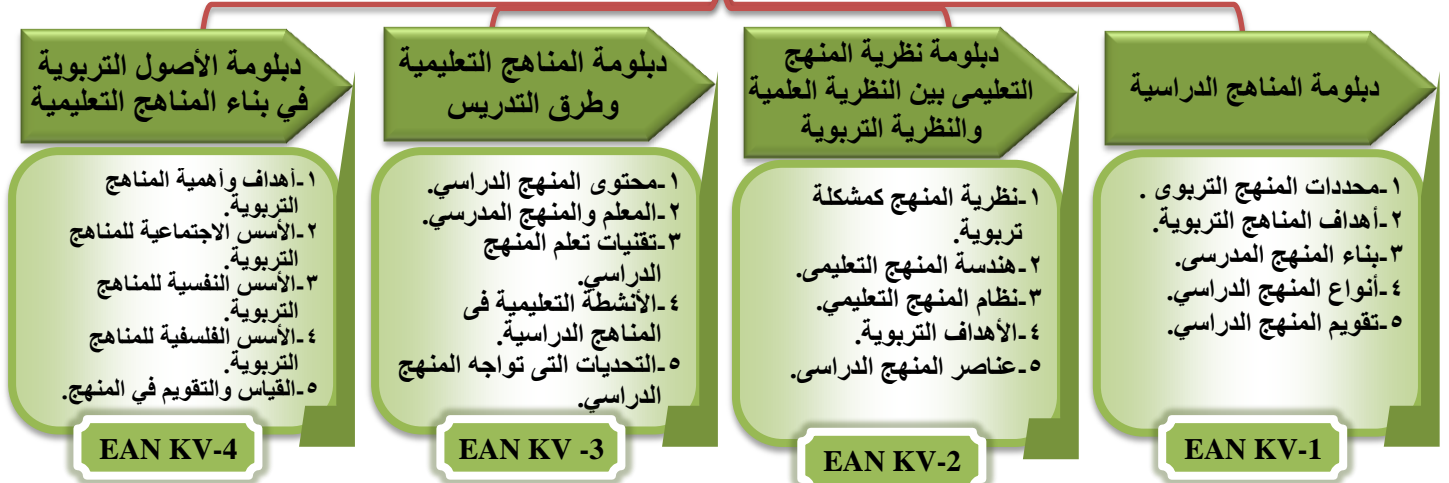 دبلومة المناهج الدراسية
١-محددات المنهج التربوى .
٢-أهداف المناهج التربوية.
٣-بناء المنهج المدرسى.
٤-أنواع المنهج الدراسي.
٥-تقويم المنهج الدراسي.
EAN KV-1
دبلومة نظرية المنهج
التعليمى بين النظرية العلمية
والنظرية التربوية
١-نظرية المنهج كمشكلة
تربوية.
٢-هندسة المنهج التعليمى.
٣-نظام المنهج التعليمي.
٤-الأهداف التربوية.
٥-عناصر المنهج الدراسى.
EAN KV-2
دبلومة المناهج التعليمية
وطرق التدريس
١-محتوى المنهج الدراسي.
٢-المعلم والمنهج المدرسي.
٣-تقنيات تعلم المنهج
الدراسي.
٤-الأنشطة التعليمية فى
المناهج الدراسية.
٥-التحديات التى تواجه المنهج
الدراسي.
EAN KV -3
دبلومة الأصول التربوية
في بناء المناهج التعليمية
١-أهداف وأهمية المناهج
التربوية.
٢-الأسس الاجتماعية للمناهج
التربوية.
٣-الأسس النفسية للمناهج
التربوية.
٤-الأسس الفلسفية للمناهج
التربوية.
٥-القياس والتقويم في المنهج.
EAN KV-4